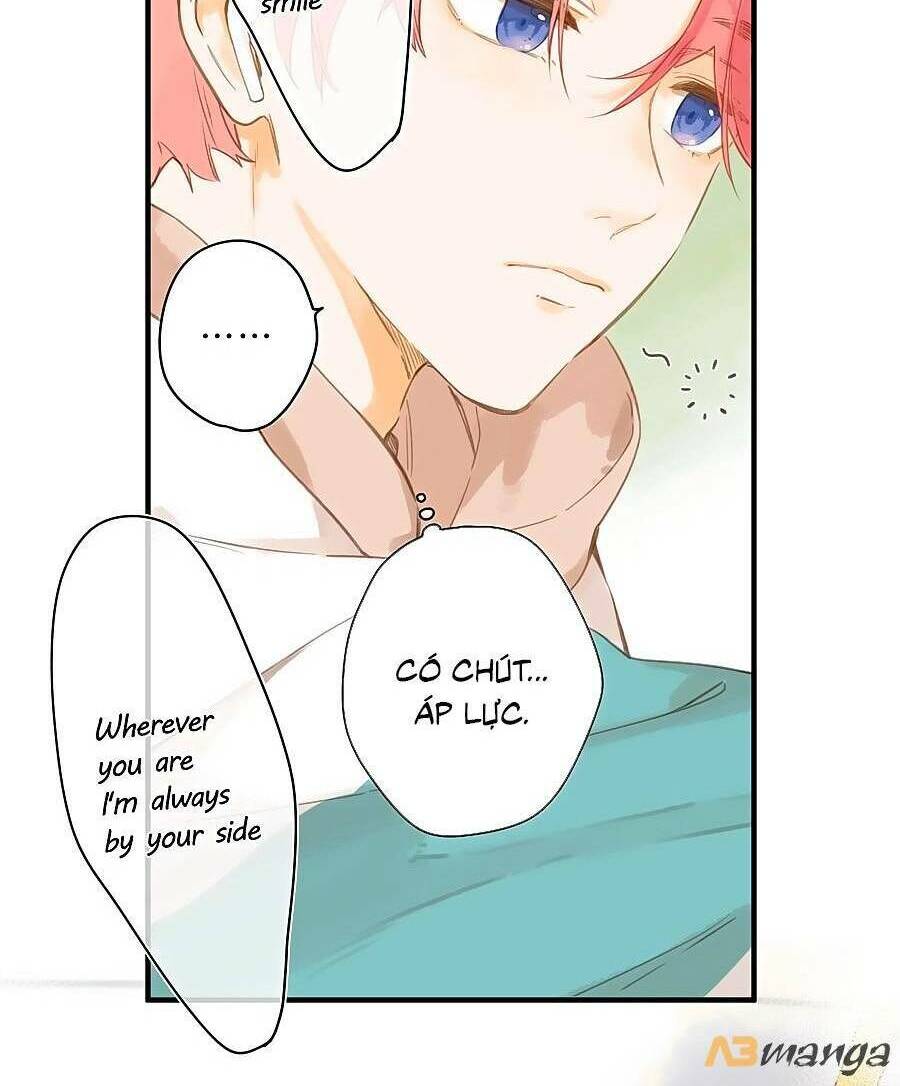 smile
......
CÓ CHÚT...
ÁP LỰC.
Wherever
you are
I'm always
by your side
A3manga